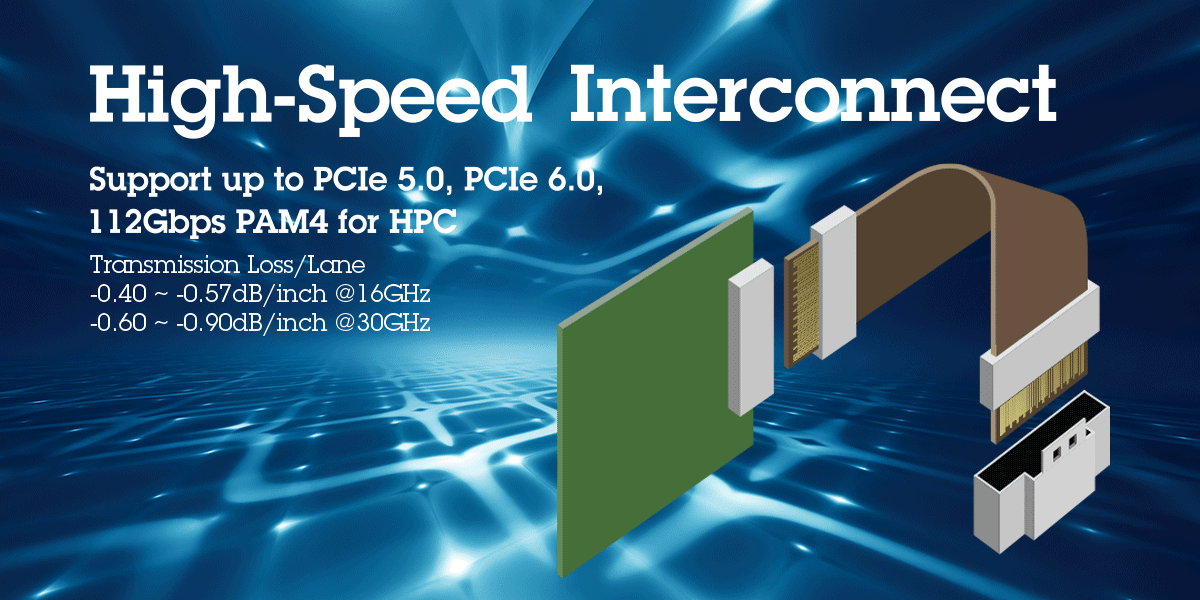 High-Speed Interconnect
Support up to PCIe 5.0, PCIe 6.0,
112Gbps PAM4 for HPC
Transmission Loss/Lane
-0.40 ~ -0.57dB/inch @16GHz
-0.60 ~ -0.90dB/inch @30GHz